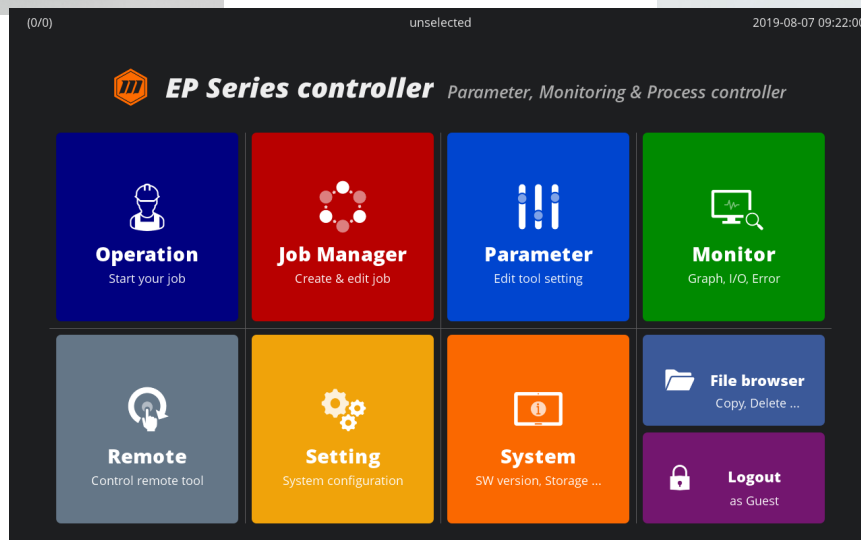 (0/0) unselected 2019-08-07 09:22:00
EP Series controller Parameter, Monitoring & Process controller
Operation
Start your job
Job Manager
Create & edit job
Parameter
Edit tool setting
Monitor
Graph, I/O, Error
Remote
Control remote tool
Setting
System configuration
System
SW version, Storage ...
File browser
Copy, Delete ...
Logout
as Guest